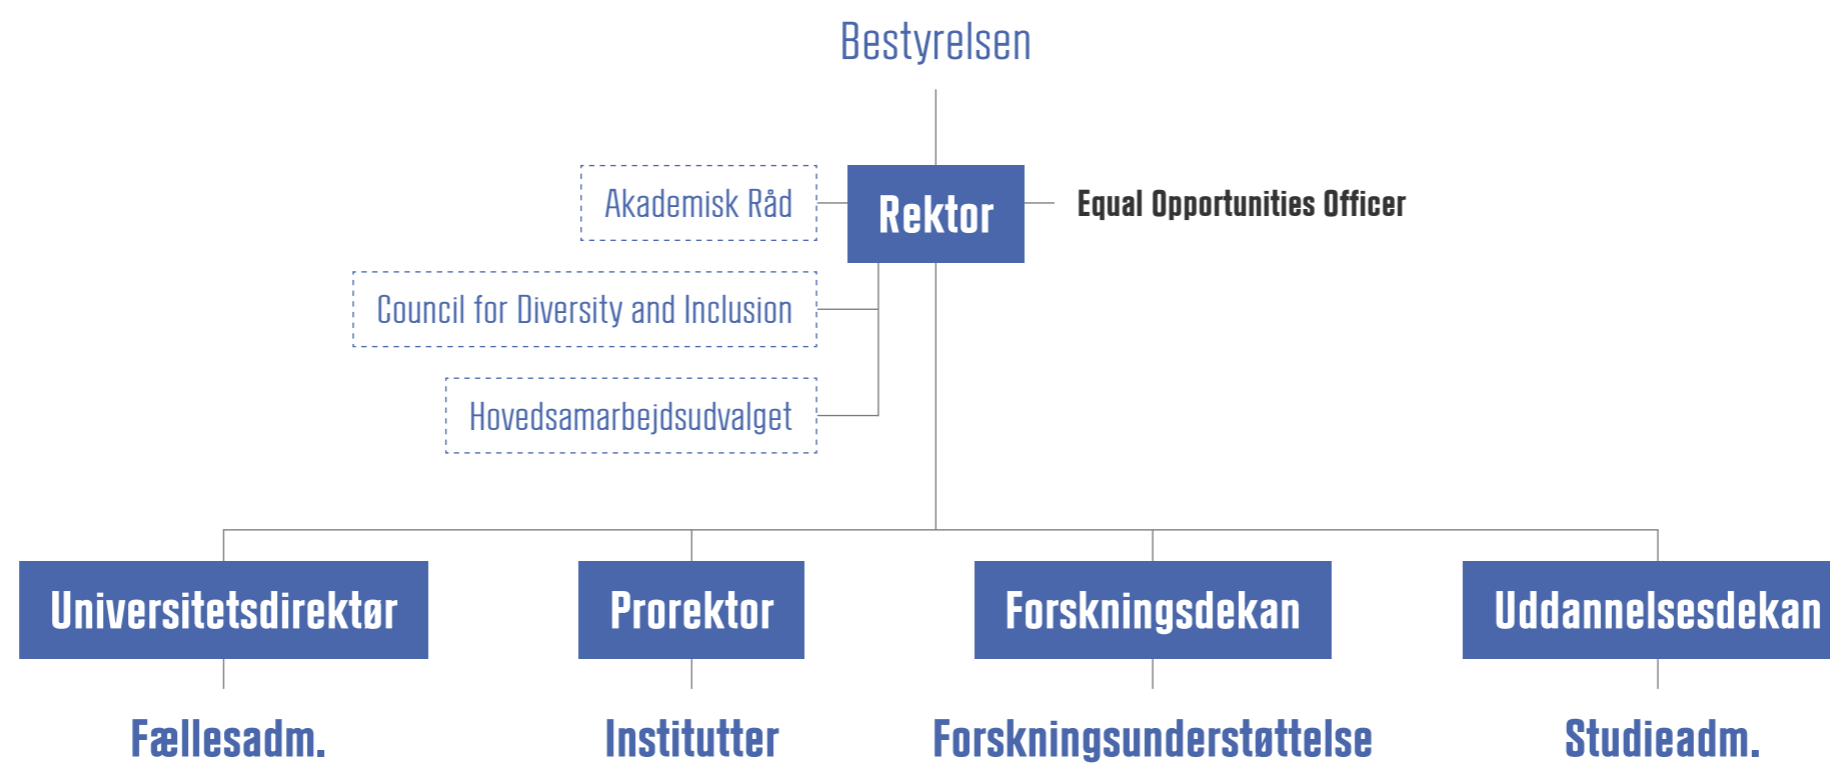 Bestyrelsen
Akademisk Råd
Rektor
Equal Opportunities Officer
Council for Diversity and Inclusion
Hovedsamarbejdsudvalget
Universitetsdirektør
Prorektor
Forskningsdekan
Uddannelsesdekan
Fællesadm.
Institutter
Forskningsunderstøttelse
Studieadm.